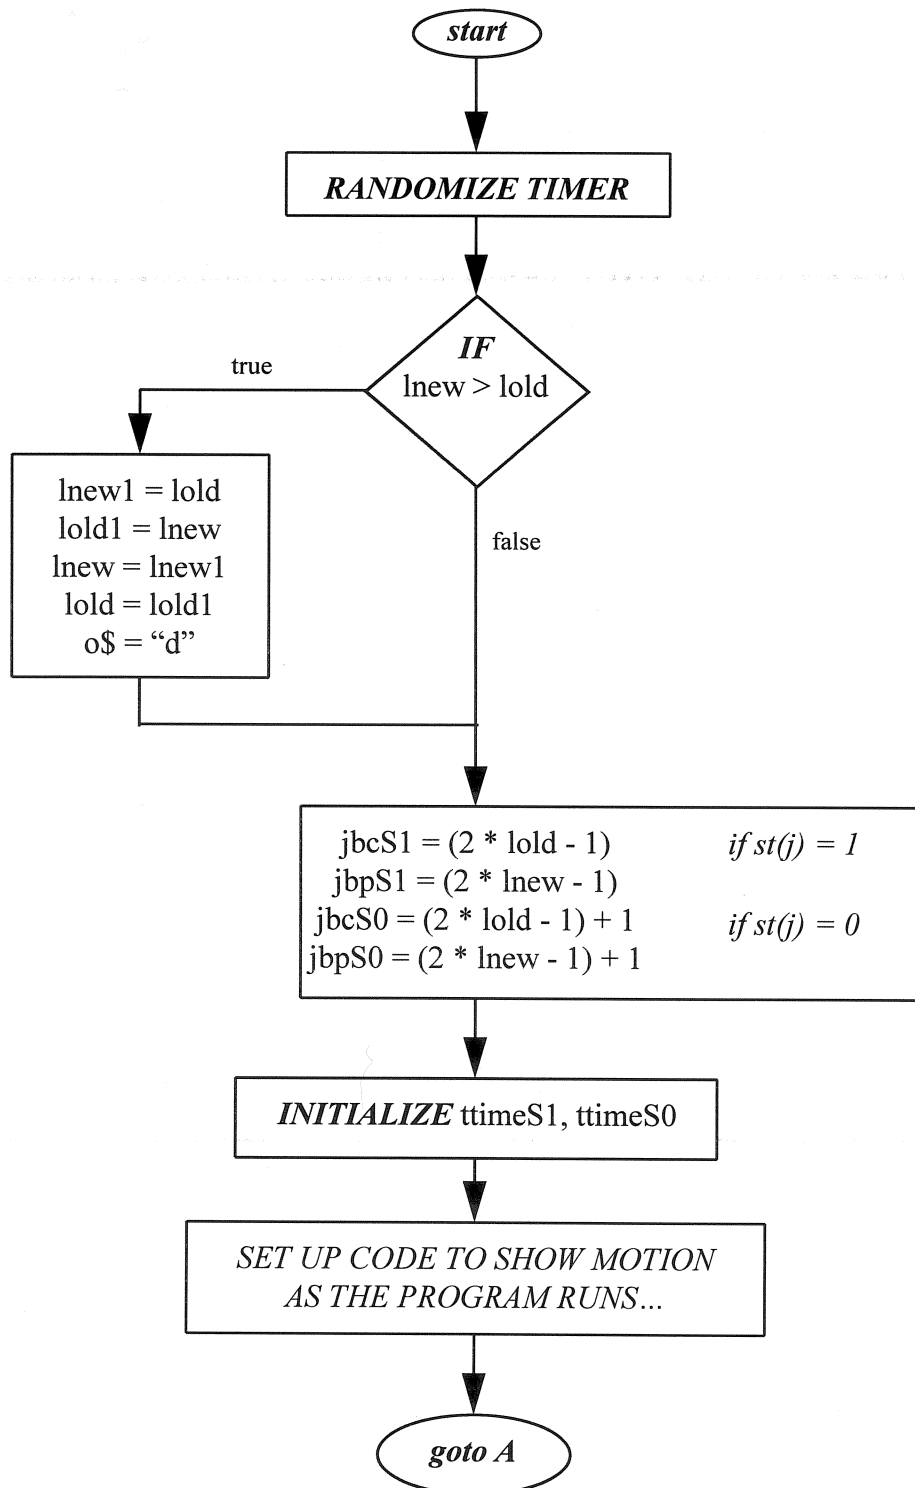 start
RANDOMIZE TIMER
IF
lnew > lold
true
lnew1 = lold
lold1 = lnew
lnew = lnew1
lold = lold1
o$ = “d”
false
jbcS1 = (2 * lold - 1) if st(j) = 1
jbpS1 = (2 * lnew - 1)
jbcS0 = (2 * lold - 1) + 1 if st(j) = 0
jbpS0 = (2 * lnew - 1) + 1
INITIALIZE ttimeS1, ttimeS0
SET UP CODE TO SHOW MOTION
AS THE PROGRAM RUNS...
goto A